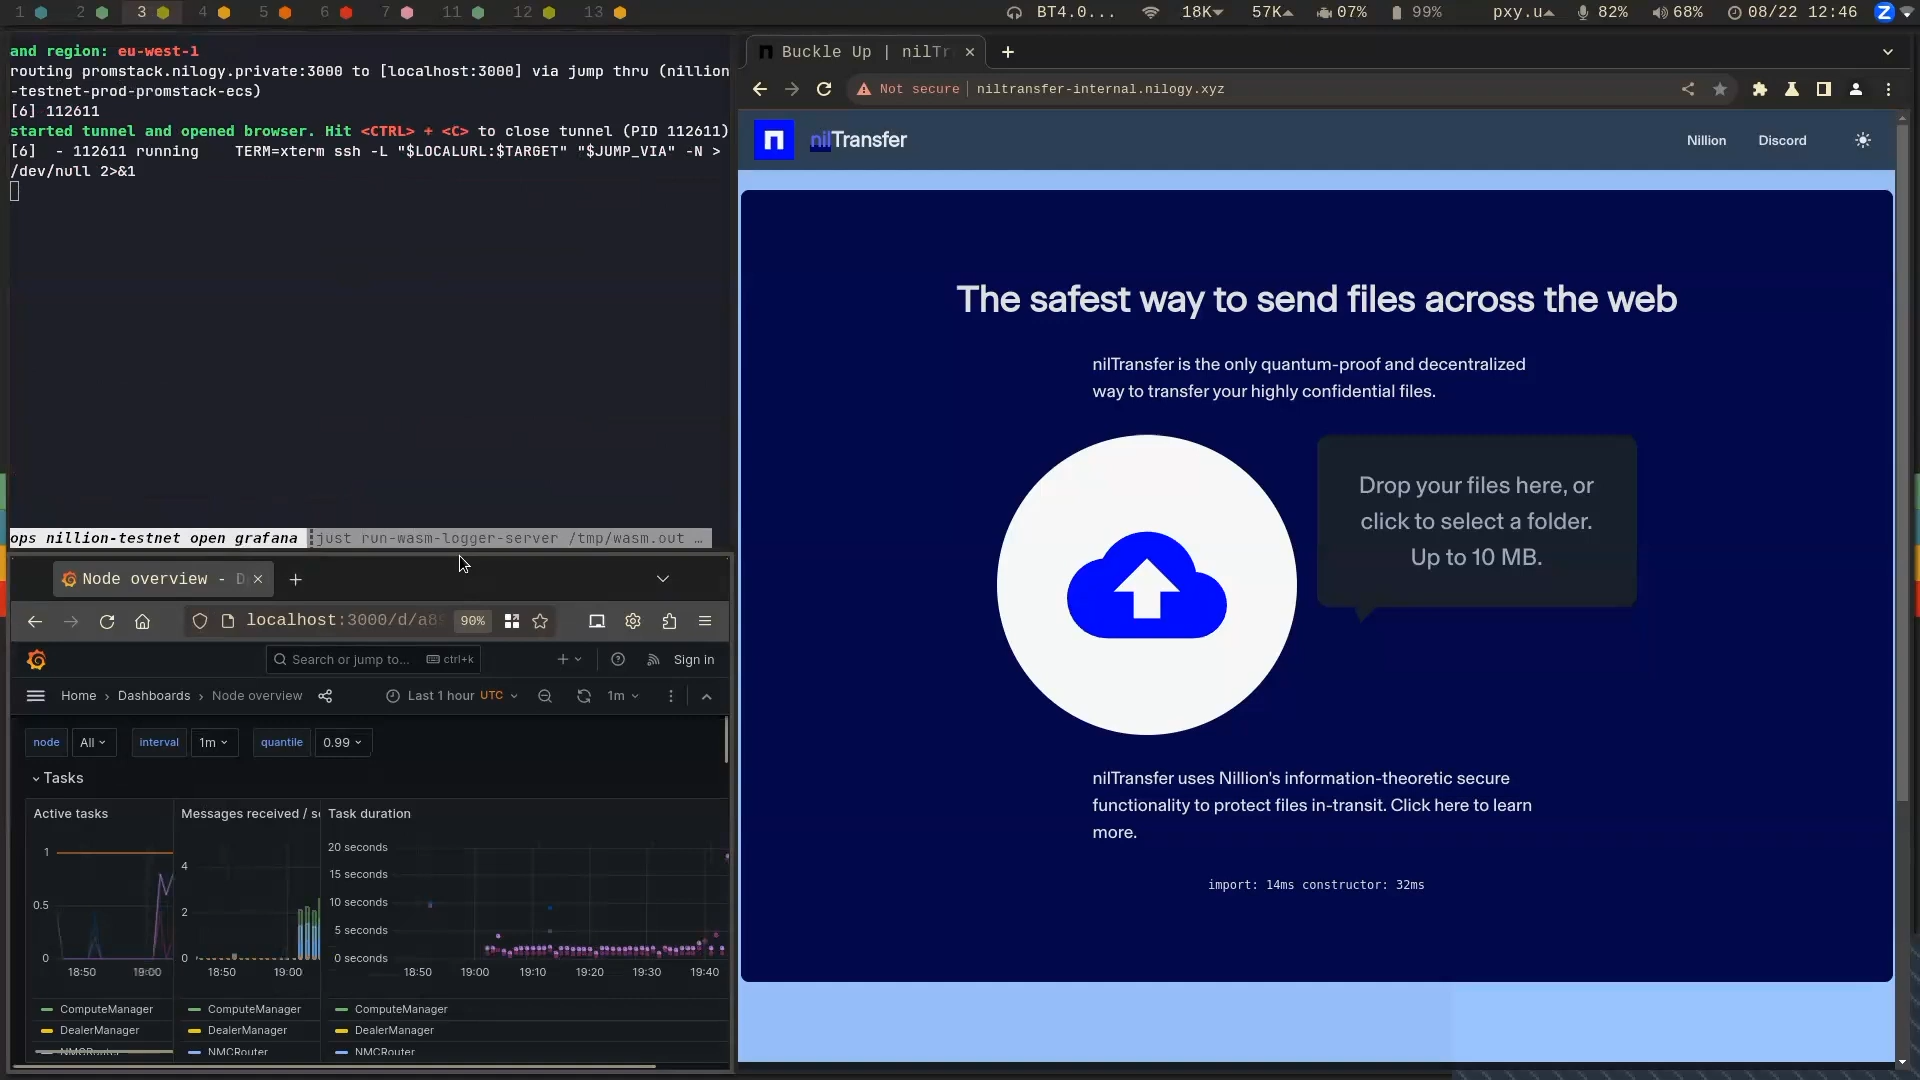 1 2 3 4 5 6 7 11 12 13
BT4.0... 18K 57K 07% 99% pxy.u 82% 68% 08/22 12:46 Z
and region: eu-west-1
routing promstack.nilogy.private:3000 to [localhost:3000] via jump thru (nillion
-testnet-prod-promstack-ecs)
[6] 112611
started tunnel and opened browser. Hit <CTRL> + <C> to close tunnel (PID 112611)
[6]  - 112611 running    TERM=xterm ssh -L "$LOCALURL:$TARGET" "$JUMP_VIA" -N >
/dev/null 2>&1
ops nillion-testnet open grafana just run-wasm-logger-server /tmp/wasm.out …
Node overview - D
localhost:3000/d/a8 90%
Search or jump to... ctrl+k Sign in
Home › Dashboards › Node overview Last 1 hour UTC 1m
node All interval 1m quantile 0.99
Tasks
Active tasks
1
0.5
0
18:50 19:00
ComputeManager
DealerManager
NMCRouter
Messages received / se
4
2
0
18:50 19:00
ComputeManager
DealerManager
NMCRouter
Task duration
20 seconds
15 seconds
10 seconds
5 seconds
0 seconds
18:50 19:00 19:10 19:20 19:30 19:40
ComputeManager
DealerManager
NMCRouter
Buckle Up | nilTr
Not secure niltransfer-internal.nilogy.xyz
nilTransfer Nillion Discord
The safest way to send files across the web
nilTransfer is the only quantum-proof and decentralized
way to transfer your highly confidential files.
Drop your files here, or
click to select a folder.
Up to 10 MB.
nilTransfer uses Nillion's information-theoretic secure
functionality to protect files in-transit. Click here to learn
more.
import: 14ms constructor: 32ms